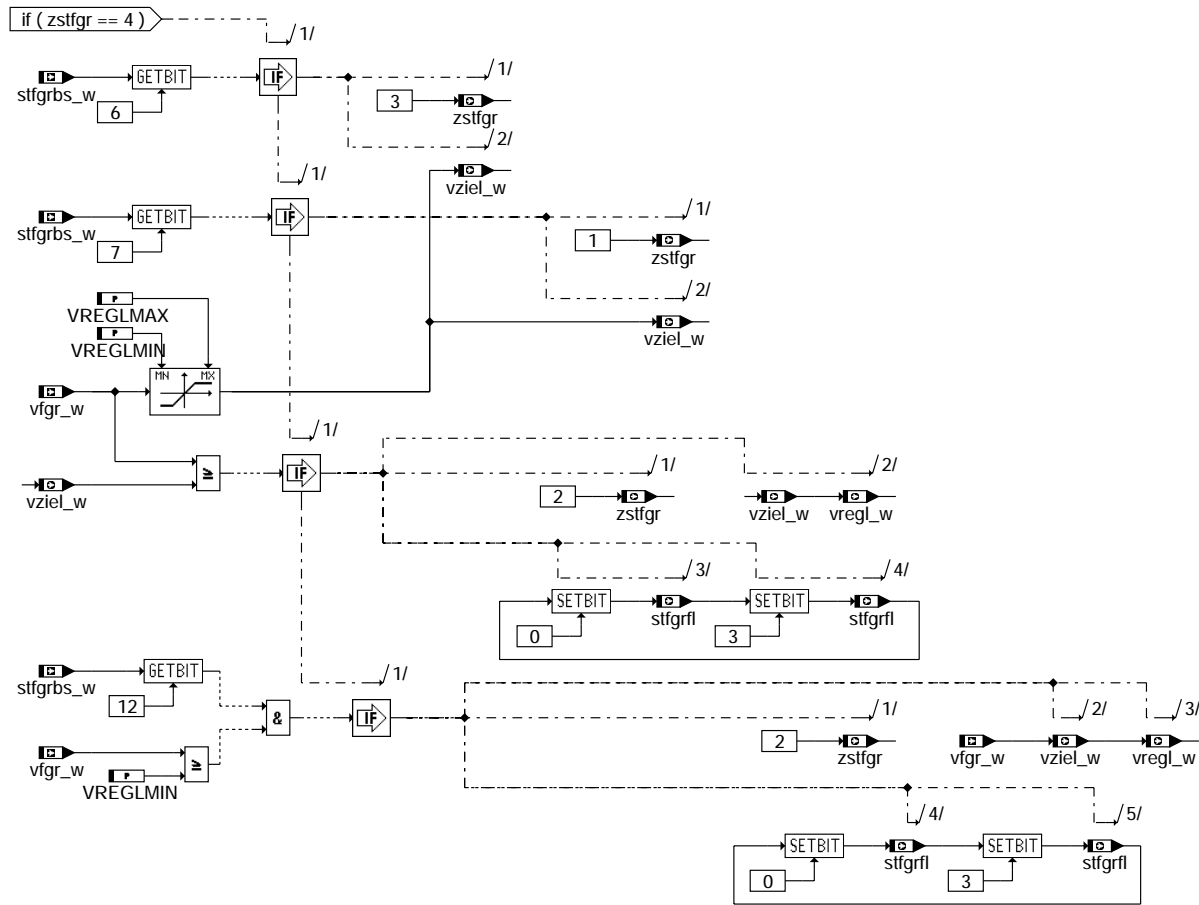 if ( zstfgr == 4 )
/1/
GETBIT
IF
/1/
stfgrbs_w
6
3
zstfgr
/2/
/1/
vziel_w
GETBIT
IF
/1/
stfgrbs_w
7
1
zstfgr
/2/
P
VREGLMAX
P
VREGLMIN
vziel_w
MN MX
vfgr_w
/1/
IF
/1/
/2/
≥
vziel_w
2
zstfgr
vziel_w
vregl_w
/3/
/4/
SETBIT
stfgrfl
SETBIT
stfgrfl
0
3
/1/
GETBIT
stfgrbs_w
12
&
IF
/1/
/2/
/3/
vfgr_w
≥
P
VREGLMIN
2
zstfgr
vfgr_w
vziel_w
vregl_w
/4/
/5/
SETBIT
stfgrfl
SETBIT
stfgrfl
0
3